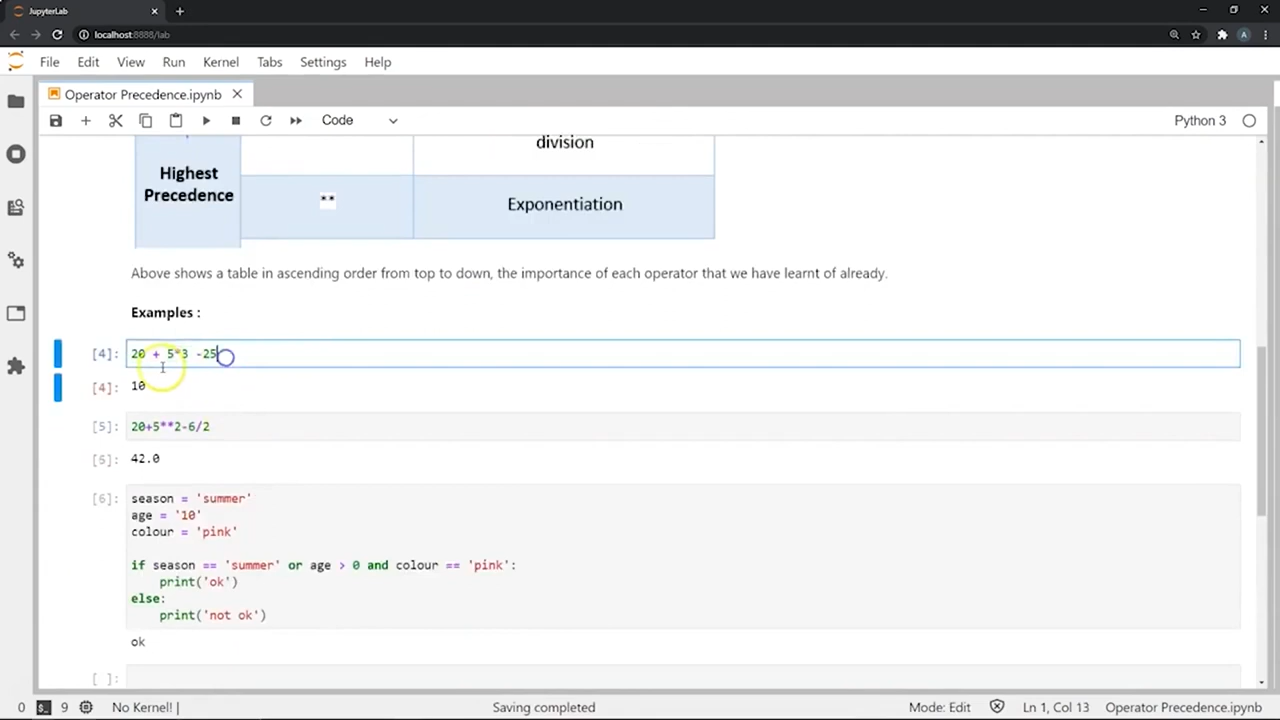 JupyterLab
localhost:8888/lab
File Edit View Run Kernel Tabs Settings Help
Operator Precedence.ipynb
Code
Python 3
division
Highest
Precedence
** Exponentiation
Above shows a table in ascending order from top to down, the importance of each operator that we have learnt of already.
Examples :
[4]: 20 + 5*3 -25
[4]: 10
[5]: 20+5**2-6/2
[5]: 42.0
[6]: season = 'summer'
age = '10'
colour = 'pink'
if season == 'summer' or age > 0 and colour == 'pink':
print('ok')
else:
print('not ok')
ok
[ ]:
0 9 No Kernel! | Saving completed Mode: Edit Ln 1, Col 13 Operator Precedence.ipynb